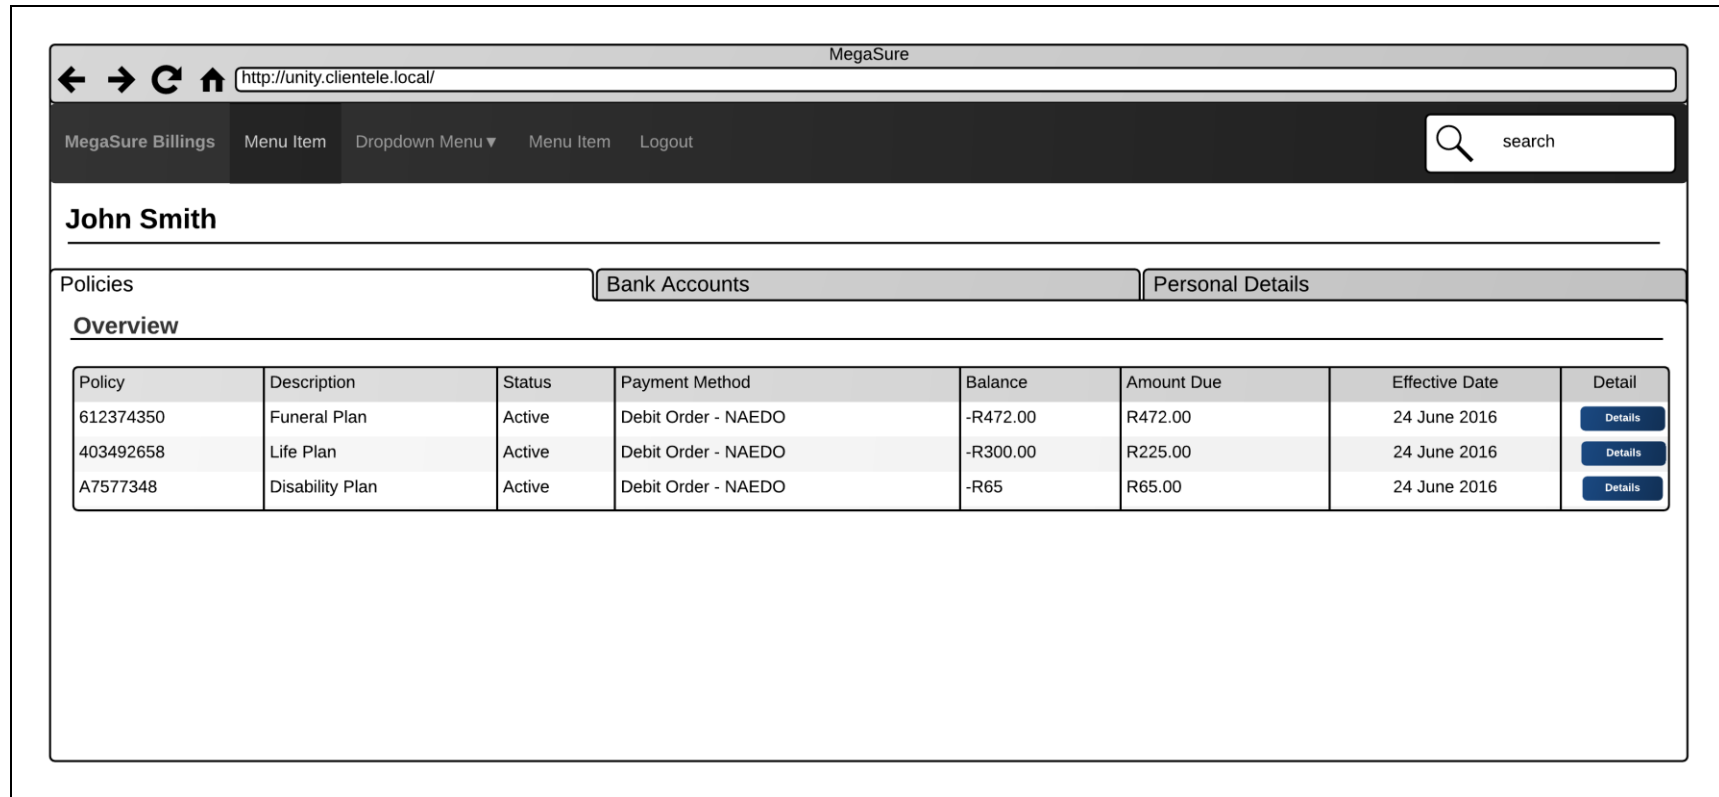 MegaSure
http://unity.clientele.local/
MegaSure Billings Menu Item Dropdown Menu▼ Menu Item Logout search
John Smith
Policies Bank Accounts Personal Details
Overview
Policy Description Status Payment Method Balance Amount Due Effective Date Detail
612374350 Funeral Plan Active Debit Order - NAEDO -R472.00 R472.00 24 June 2016 Details
403492658 Life Plan Active Debit Order - NAEDO -R300.00 R225.00 24 June 2016 Details
A7577348 Disability Plan Active Debit Order - NAEDO -R65 R65.00 24 June 2016 Details